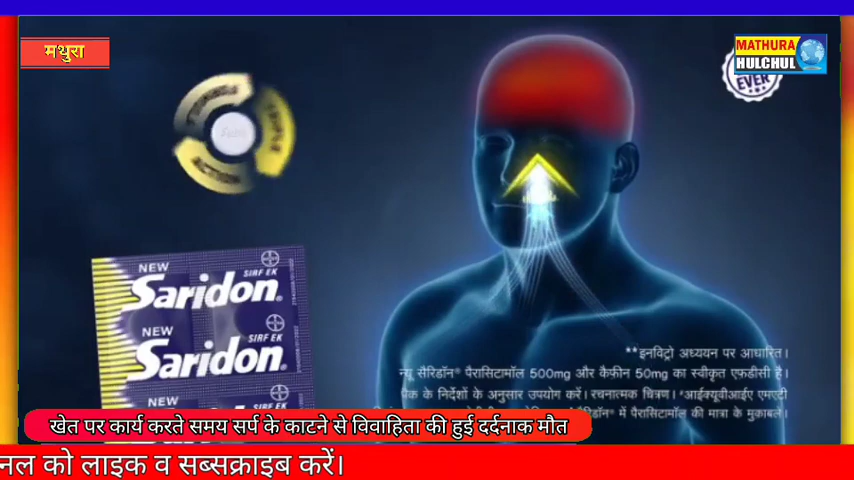 मथुरा
MATHURA
HULCHUL
EVER
NEW
SIRF EK
Saridon®
NEW
SIRF EK
Saridon®
NEW
**इनविट्रो अध्ययन पर आधारित।
न्यू सैरिडॉन® पैरासिटामॉल 500mg और कैफीन 50mg का स्वीकृत एफडीसी है।
पैक के निर्देशों के अनुसार उपयोग करें। रचनात्मक चित्रण। #आईक्यूवीआईए एमएटी
में पैरासिटामॉल की मात्रा के मुकाबले।
खेत पर कार्य करते समय सर्प के काटने से विवाहिता की हुई दर्दनाक मौत
नल को लाइक व सब्सक्राइब करें।